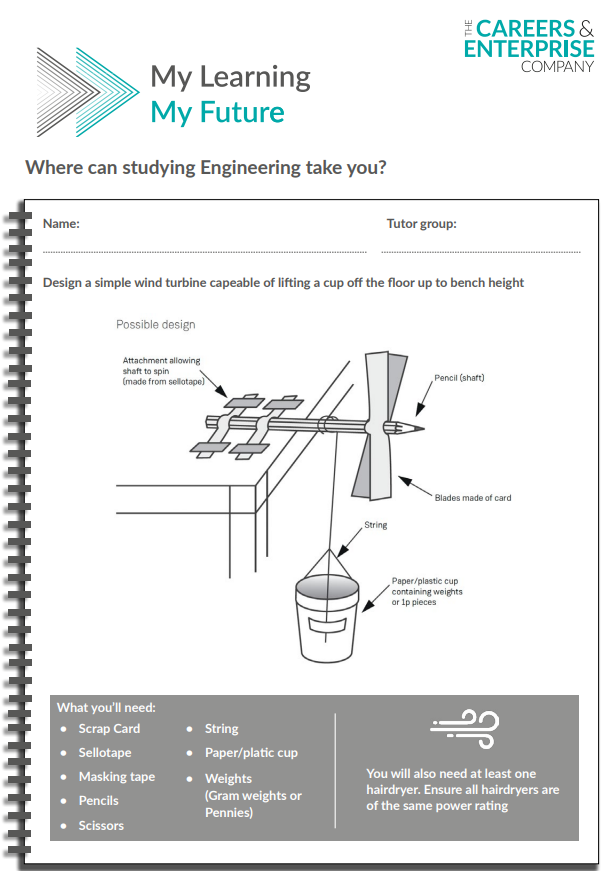 THE CAREERS &
ENTERPRISE
COMPANY
My Learning
My Future
Where can studying Engineering take you?
Name:
Tutor group:
Design a simple wind turbine capeable of lifting a cup off the floor up to bench height
Possible design
Attachment allowing
shaft to spin
(made from sellotape)
Pencil (shaft)
Blades made of card
String
Paper/plastic cup
containing weights
or 1p pieces
What you'll need:
● Scrap Card
● Sellotape
● Masking tape
● Pencils
● Scissors
● String
● Paper/platic cup
● Weights
(Gram weights or
Pennies)
You will also need at least one
hairdryer. Ensure all hairdryers are
of the same power rating